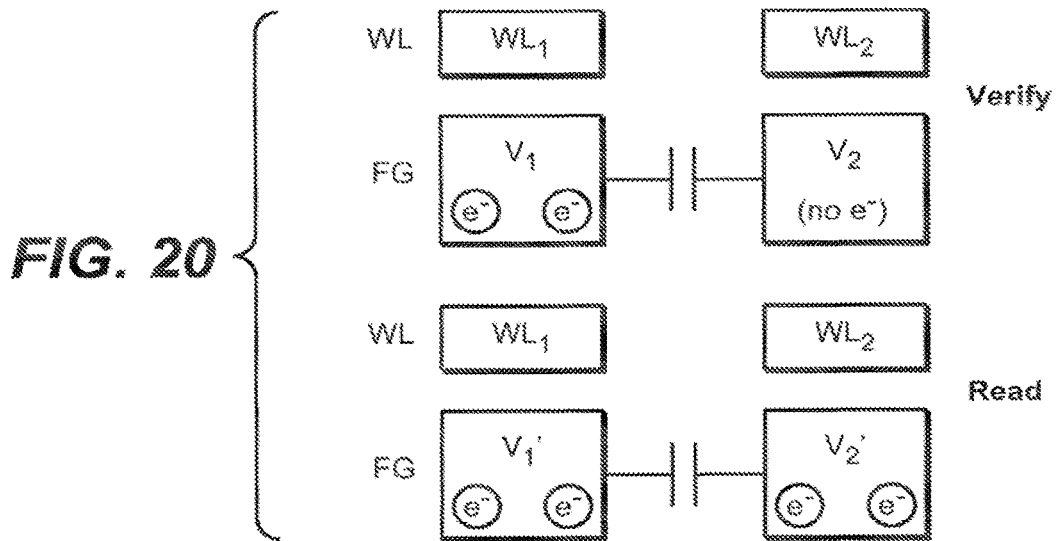 WL WL₁ WL₂
Verify
FG V₁ V₂
e⁻ e⁻ (no e⁻)
FIG. 20
WL WL₁ WL₂
Read
FG V₁' V₂'
e⁻ e⁻ e⁻ e⁻